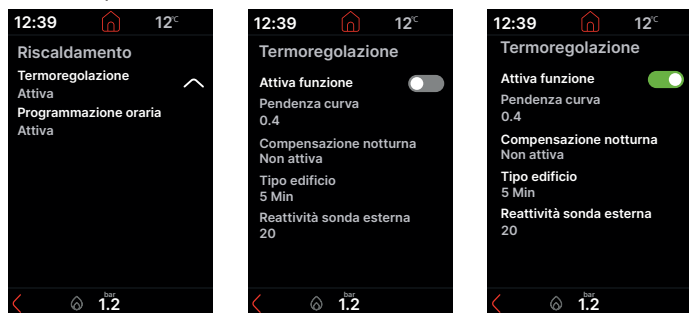 12:39
12°C
Riscaldamento
Termoregolazione
Attiva
Programmazione oraria
Attiva
bar
1.2
12:39
12°C
Termoregolazione
Attiva funzione
Pendenza curva
0.4
Compensazione notturna
Non attiva
Tipo edificio
5 Min
Reattività sonda esterna
20
bar
1.2
12:39
12°C
Termoregolazione
Attiva funzione
Pendenza curva
0.4
Compensazione notturna
Non attiva
Tipo edificio
5 Min
Reattività sonda esterna
20
bar
1.2